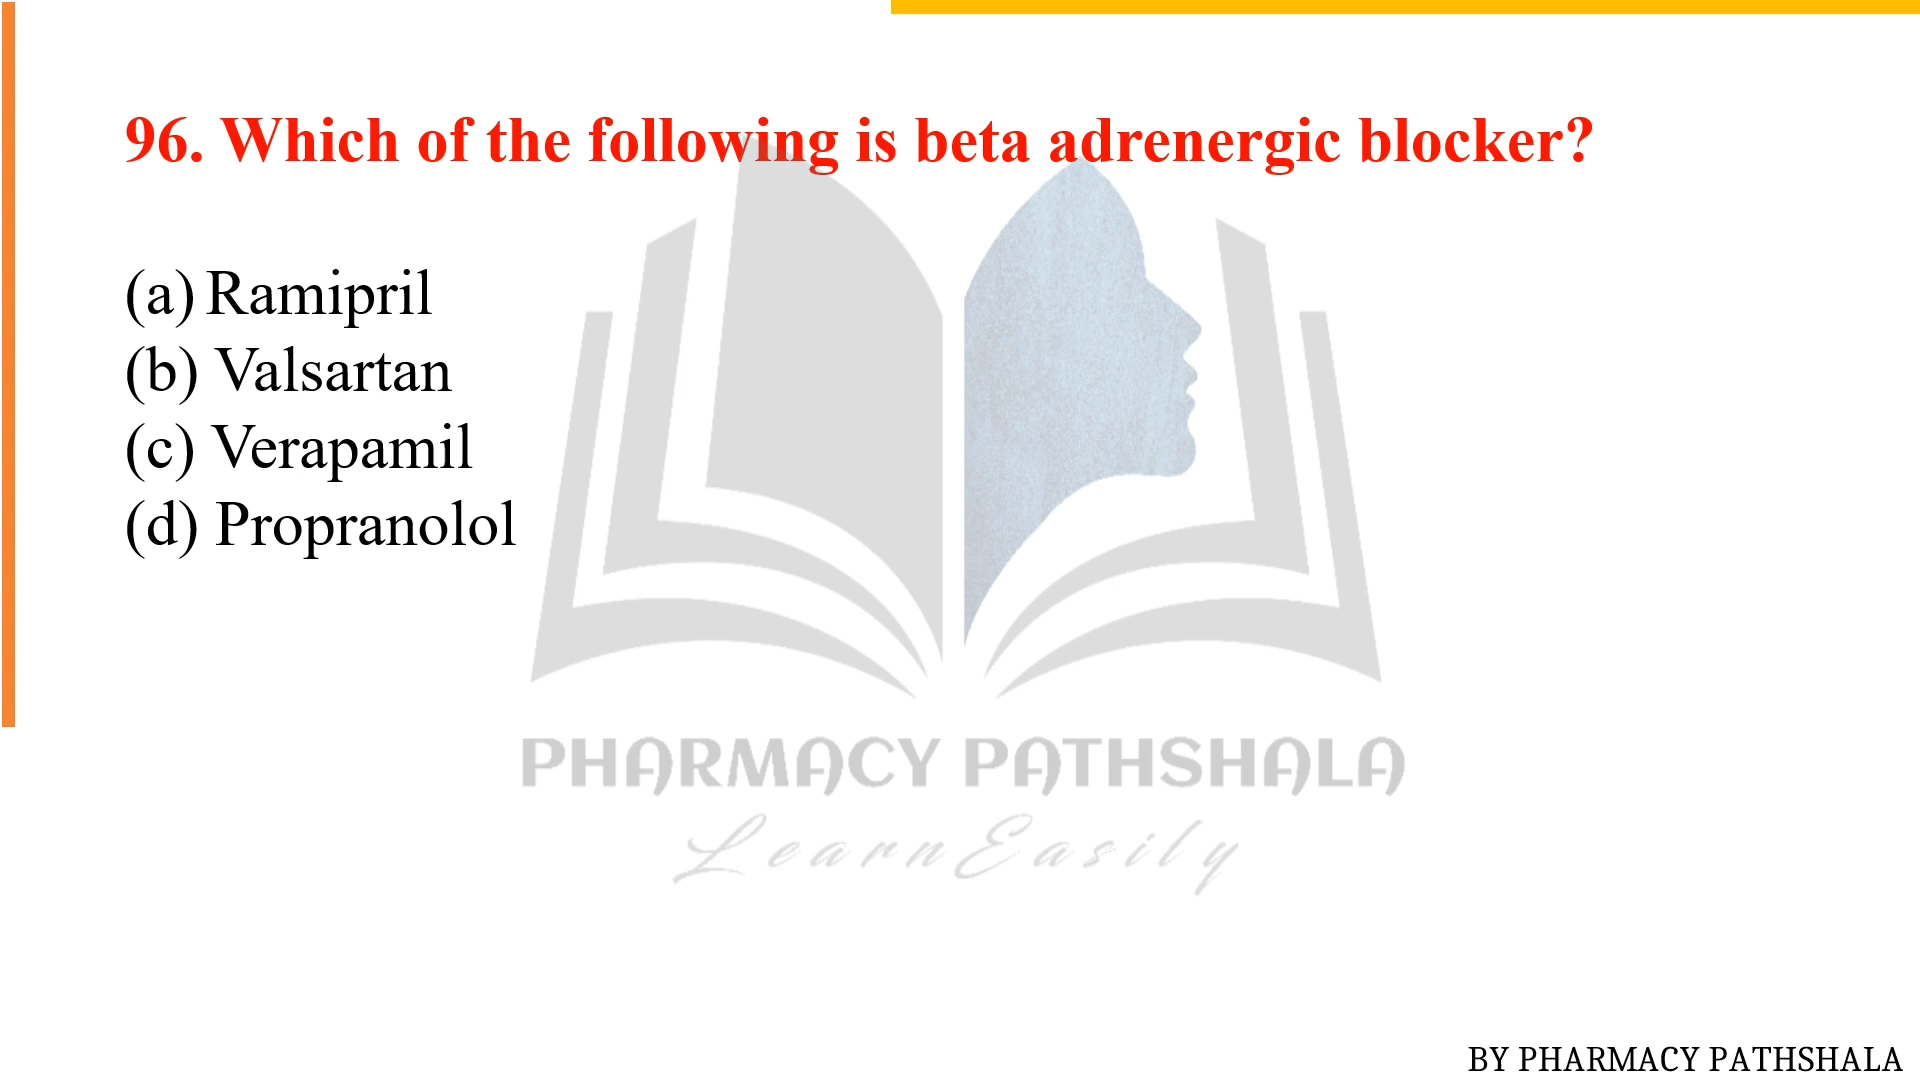 96. Which of the following is beta adrenergic blocker?
(a) Ramipril
(b) Valsartan
(c) Verapamil
(d) Propranolol
PHARMACY PATHSHALA
Learn Easily
BY PHARMACY PATHSHALA